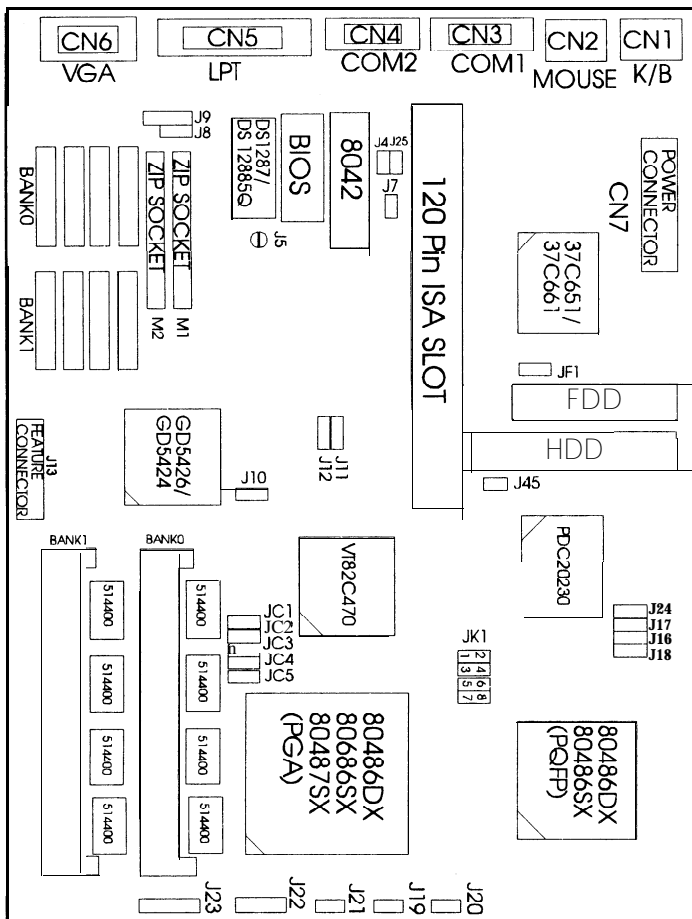 CN6
CN5
CN4
CN3
CN2
CN1
VGA
LPT
COM2
COM1
MOUSE
K/B
J9
J8
DS1287/
DS 12885Q
BIOS
8042
J4
J25
J7
J5
120 Pin ISA SLOT
POWER
CONNECTOR
CN7
BANK0
BANK1
ZIP SOCKET
ZIP SOCKET
M2
M1
37C651/
37C661
JF1
FDD
HDD
J45
J13
FEATURE
CONNECTOR
GD5426/
GD5424
J10
J12
J11
BANK1
BANK0
514400
514400
514400
514400
514400
514400
514400
514400
VT82C470
PDC20230
JC1
JC2
JC3
n
JC4
JC5
J24
J17
J16
J18
JK1
1 2
3 4
5 6
7 8
80486DX
80686SX
80487SX
(PGA)
80486DX
80486SX
(PQFP)
J23
J22
J21
J19
J20